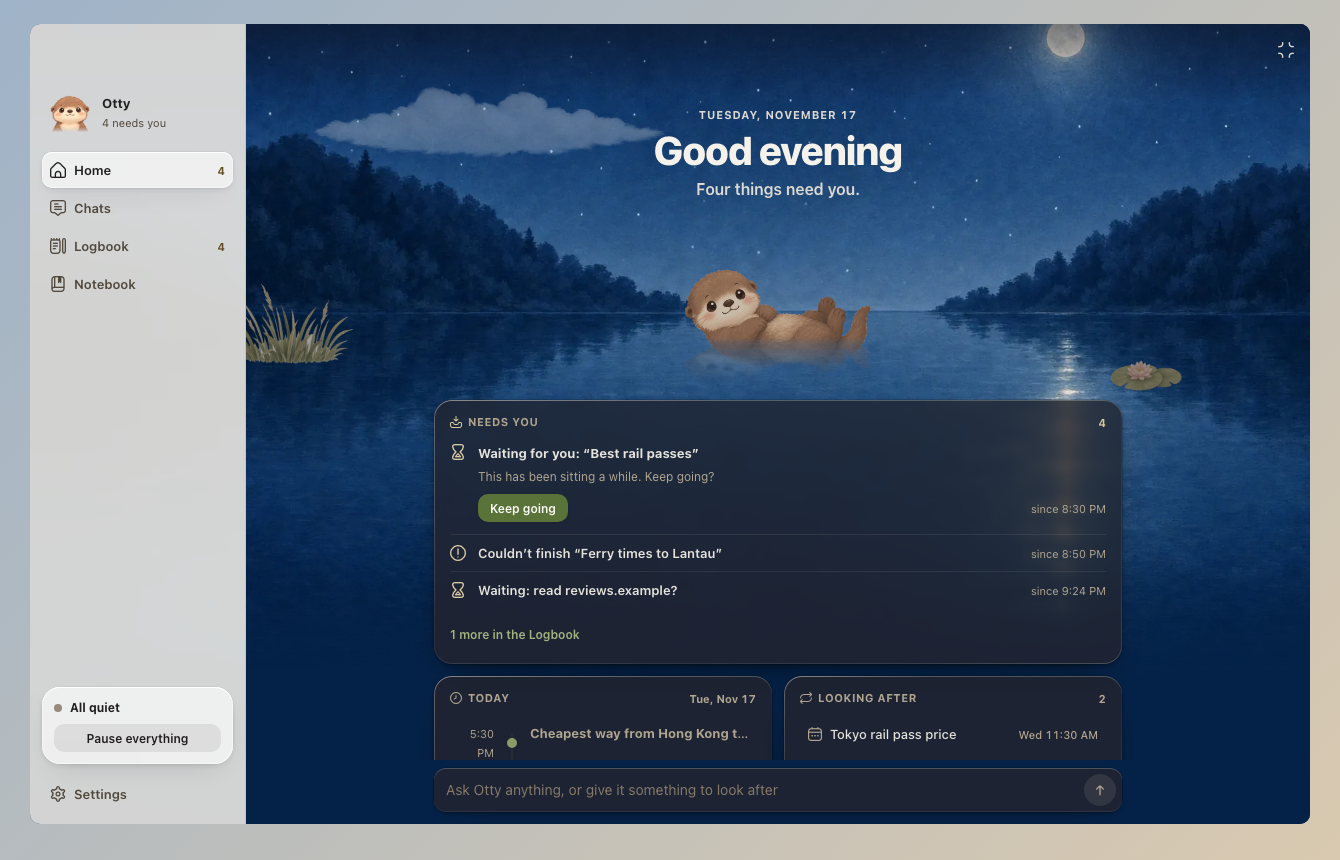 Otty
4 needs you
Home 4
Chats
Logbook 4
Notebook
All quiet
Pause everything
Settings
TUESDAY, NOVEMBER 17
Good evening
Four things need you.
NEEDS YOU 4
Waiting for you: “Best rail passes”
This has been sitting a while. Keep going?
Keep going since 8:30 PM
Couldn’t finish “Ferry times to Lantau” since 8:50 PM
Waiting: read reviews.example? since 9:24 PM
1 more in the Logbook
TODAY Tue, Nov 17
5:30 PM Cheapest way from Hong Kong t…
LOOKING AFTER 2
Tokyo rail pass price Wed 11:30 AM
Ask Otty anything, or give it something to look after